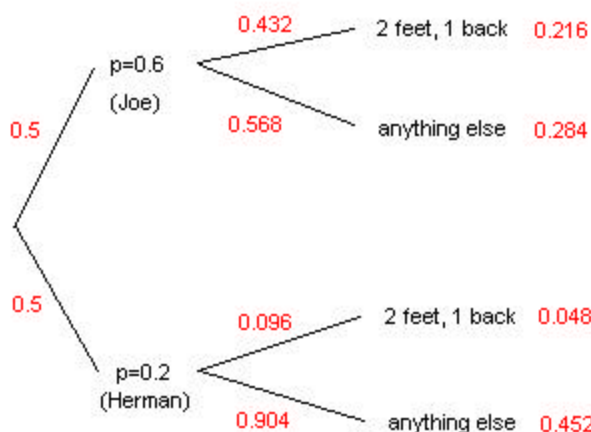 0.432 2 feet, 1 back 0.216
p=0.6
(Joe)
0.5
0.568 anything else 0.284
0.5
0.096 2 feet, 1 back 0.048
p=0.2
(Herman)
0.904 anything else 0.452